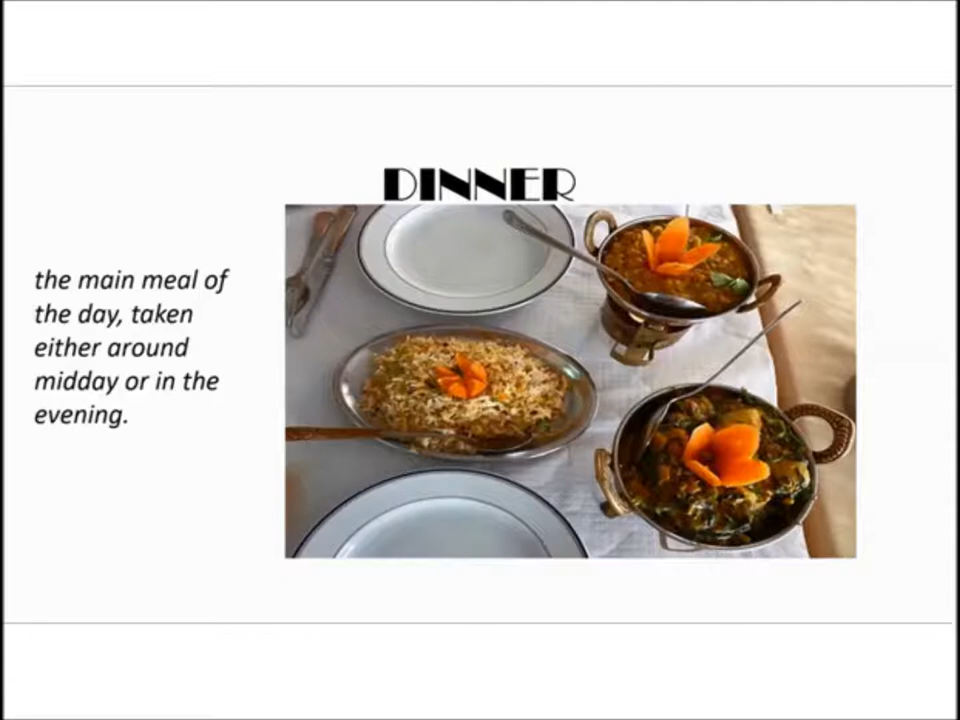 DINNER
the main meal of
the day, taken
either around
midday or in the
evening.